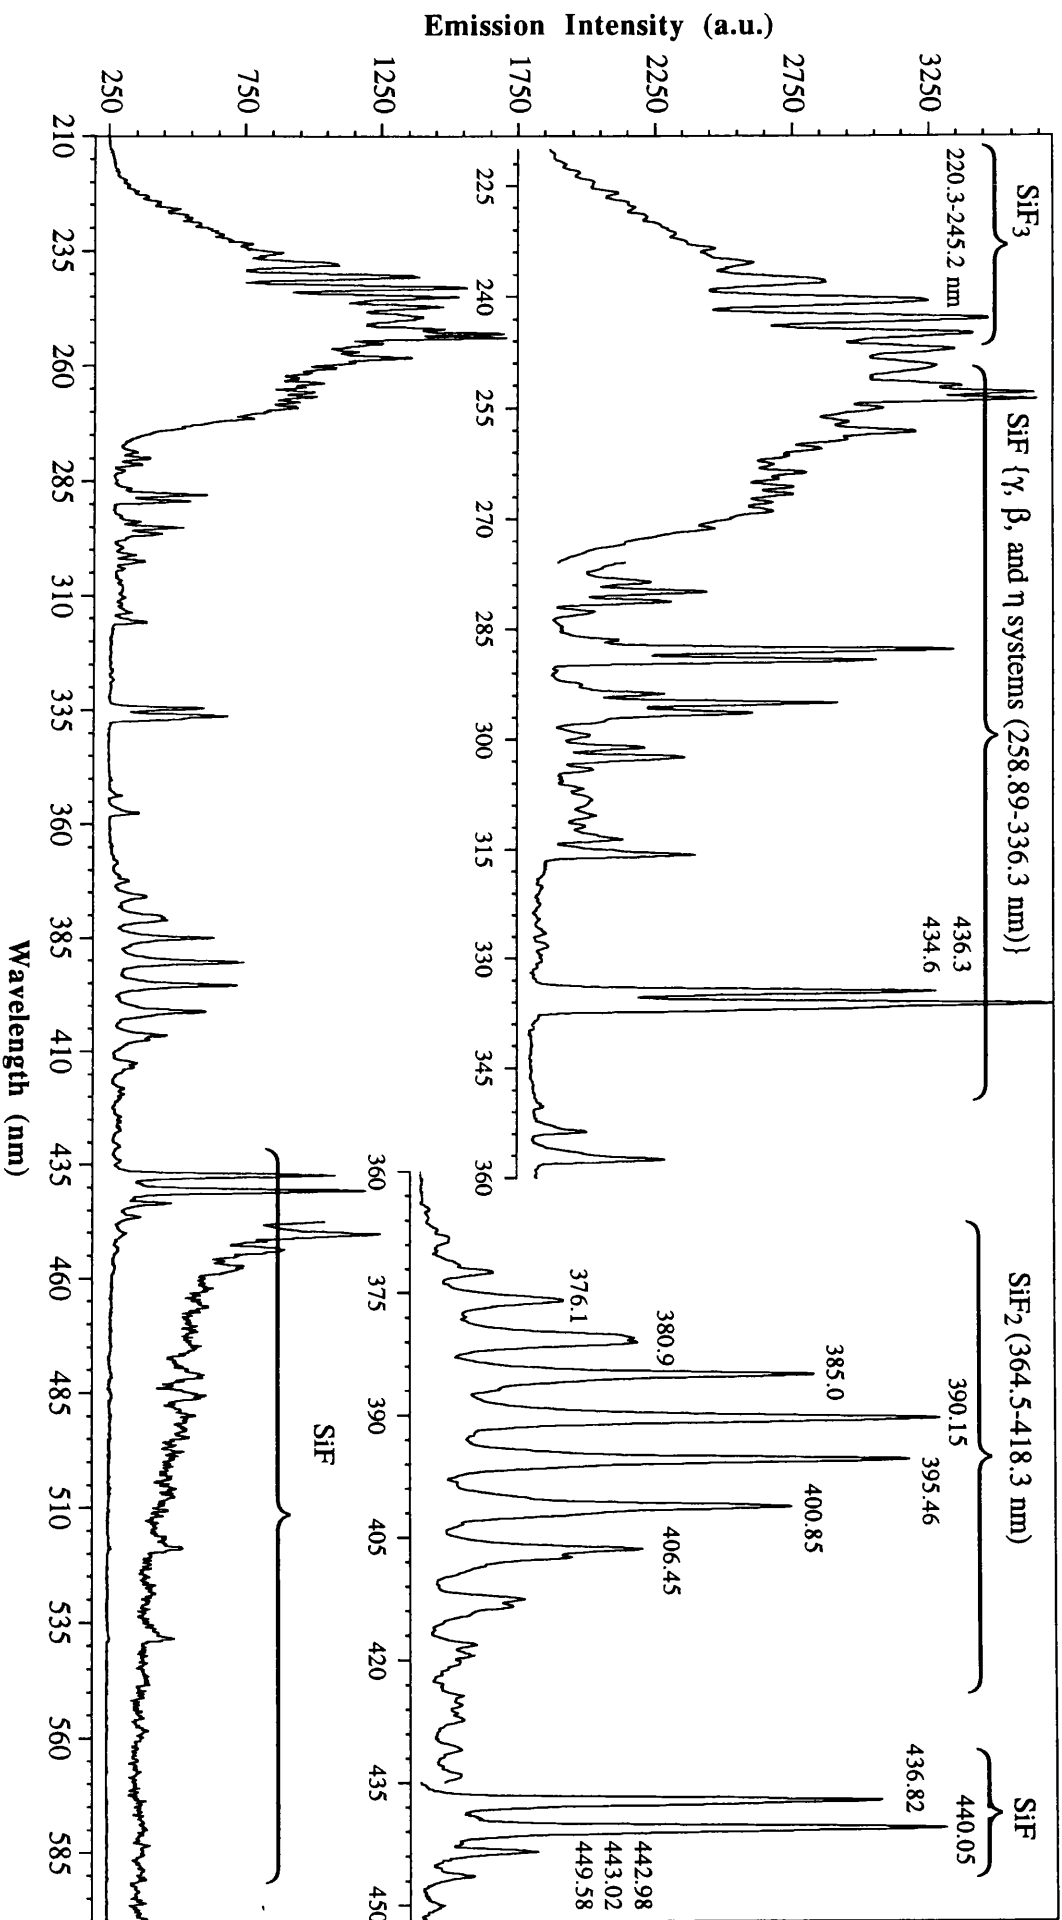 Emission Intensity (a.u.)
3250
2750
2250
1750
1250
750
250
SiF3
220.3-245.2 nm
SiF {γ, β, and η systems (258.89-336.3 nm)}
436.3
434.6
SiF2 (364.5-418.3 nm)
SiF
376.1
380.9
385.0
390.15
395.46
400.85
406.45
436.82
440.05
442.98
443.02
449.58
225 240 255 270 285 300 315 330 345 360
360 375 390 405 420 435 450
SiF
210 235 260 285 310 335 360 385 410 435 460 485 510 535 560 585
Wavelength (nm)